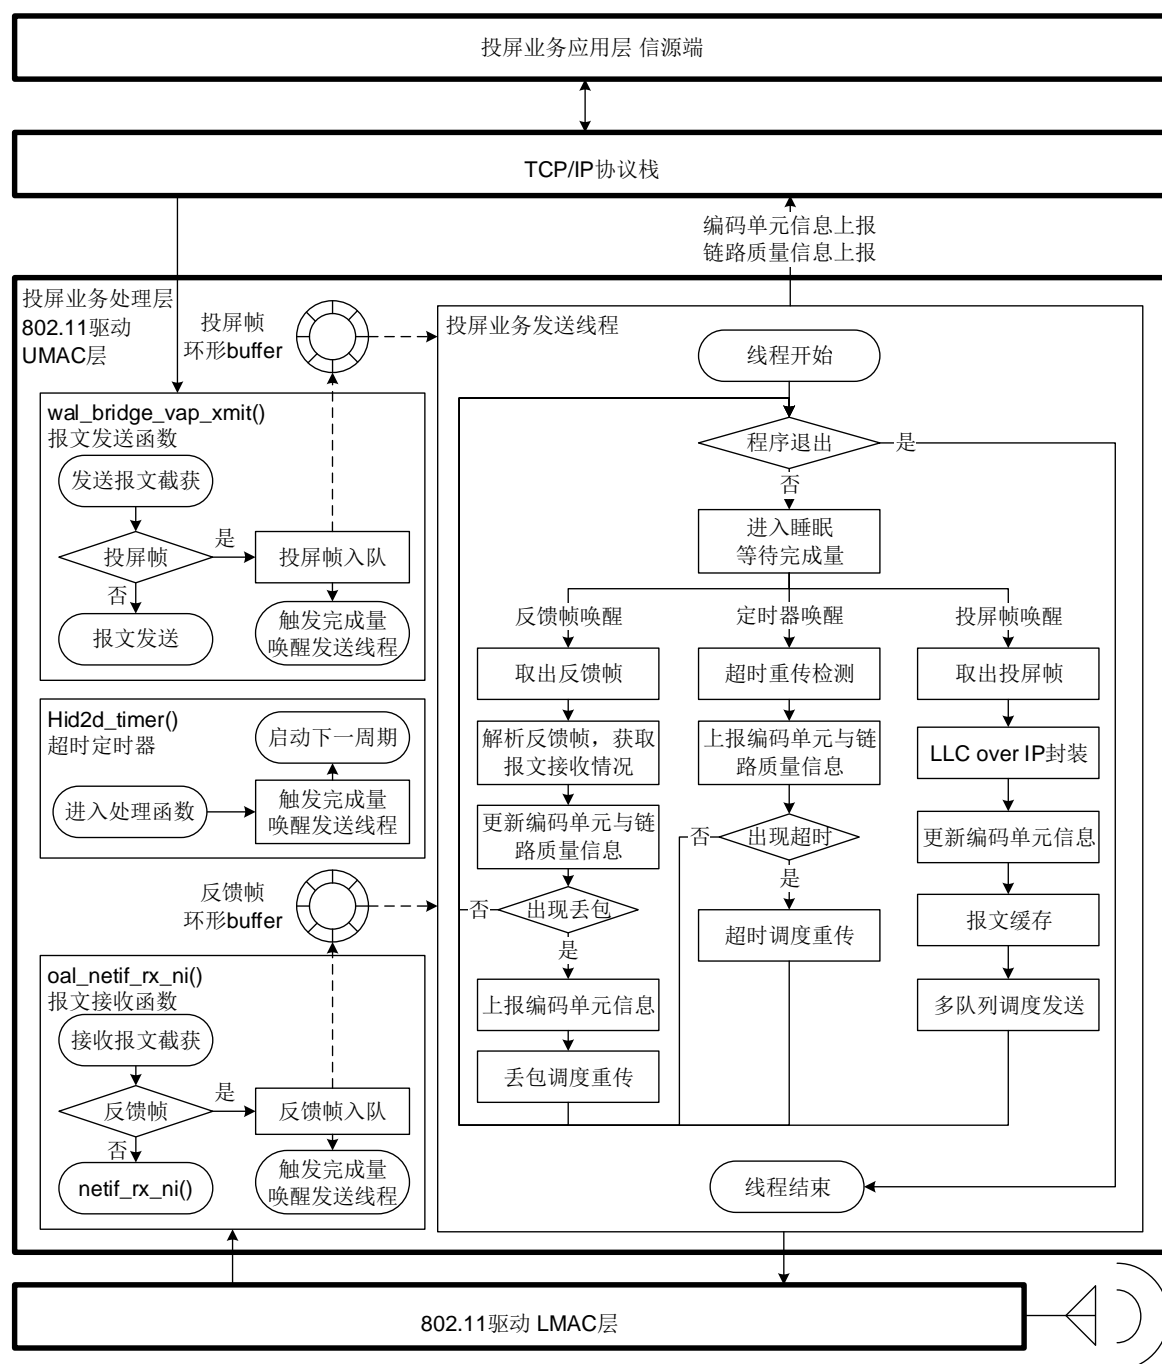 投屏业务应用层 信源端
TCP/IP协议栈
编码单元信息上报
链路质量信息上报
投屏业务处理层
802.11驱动
UMAC层
投屏帧
环形buffer
wal_bridge_vap_xmit()
报文发送函数
发送报文截获
投屏帧
是
投屏帧入队
否
报文发送
触发完成量
唤醒发送线程
Hid2d_timer()
超时定时器
启动下一周期
进入处理函数
触发完成量
唤醒发送线程
反馈帧
环形buffer
oal_netif_rx_ni()
报文接收函数
接收报文截获
反馈帧
是
反馈帧入队
否
netif_rx_ni()
触发完成量
唤醒发送线程
投屏业务发送线程
线程开始
程序退出
是
否
进入睡眠
等待完成量
反馈帧唤醒
定时器唤醒
投屏帧唤醒
取出反馈帧
解析反馈帧，获取
报文接收情况
更新编码单元与链
路质量信息
否
出现丢包
是
上报编码单元信息
丢包调度重传
超时重传检测
上报编码单元与链
路质量信息
否
出现超时
是
超时调度重传
取出投屏帧
LLC over IP封装
更新编码单元信息
报文缓存
多队列调度发送
线程结束
802.11驱动 LMAC层